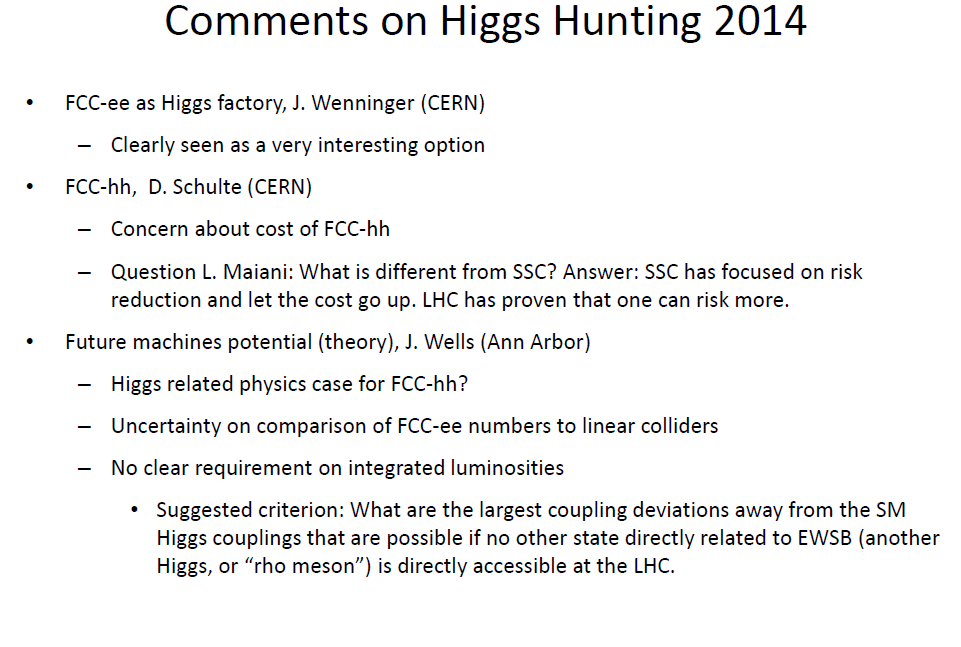 Comments on Higgs Hunting 2014
• FCC-ee as Higgs factory, J. Wenninger (CERN)
– Clearly seen as a very interesting option
• FCC-hh,  D. Schulte (CERN)
– Concern about cost of FCC-hh
– Question L. Maiani: What is different from SSC? Answer: SSC has focused on risk
reduction and let the cost go up. LHC has proven that one can risk more.
• Future machines potential (theory), J. Wells (Ann Arbor)
– Higgs related physics case for FCC-hh?
– Uncertainty on comparison of FCC-ee numbers to linear colliders
– No clear requirement on integrated luminosities
• Suggested criterion: What are the largest coupling deviations away from the SM
Higgs couplings that are possible if no other state directly related to EWSB (another
Higgs, or “rho meson”) is directly accessible at the LHC.